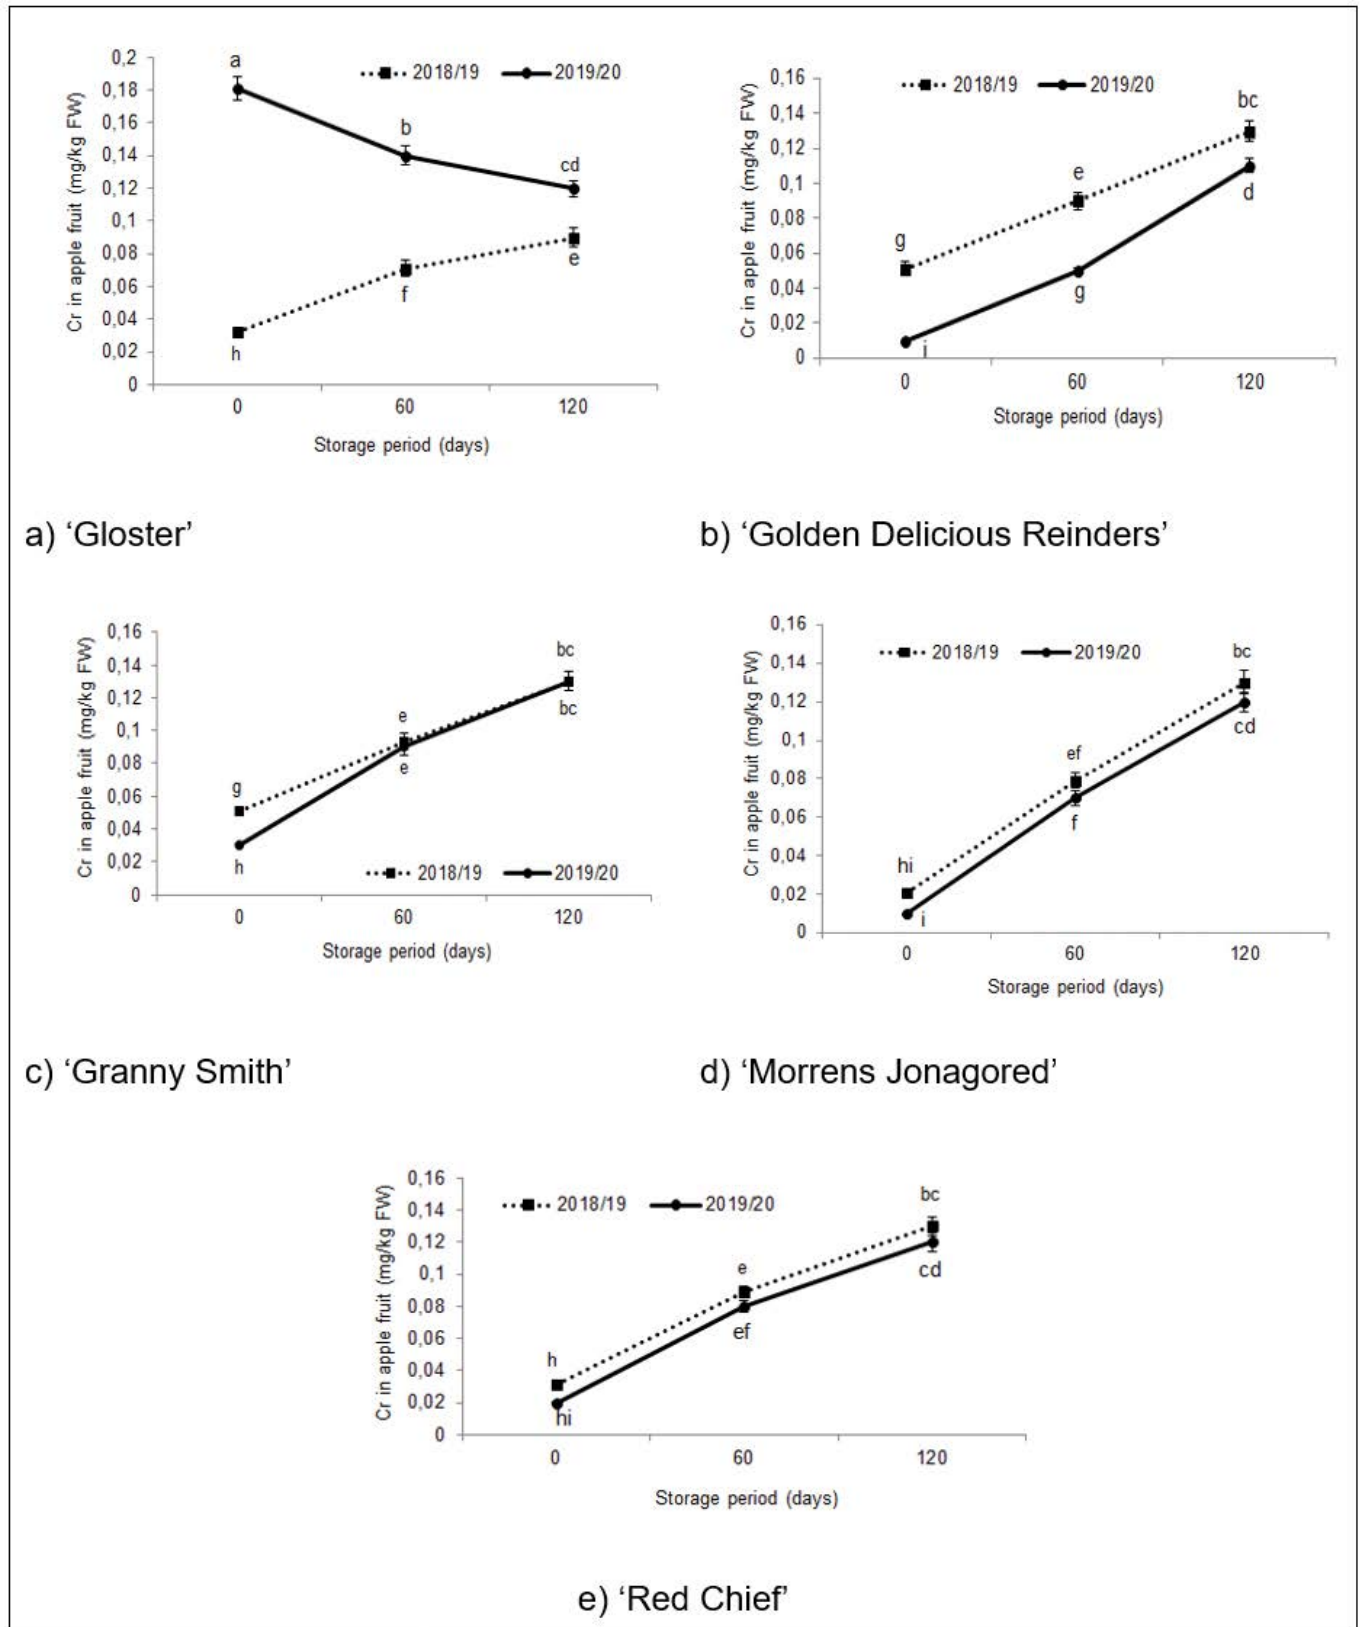 0,2
0,18
0,16
0,14
0,12
0,1
0,08
0,06
0,04
0,02
0
Cr in apple fruit (mg/kg FW)
2018/19 2019/20
a
b
cd
h
f
e
0 60 120
Storage period (days)
0,16
0,14
0,12
0,1
0,08
0,06
0,04
0,02
0
Cr in apple fruit (mg/kg FW)
2018/19 2019/20
g
e
bc
i
g
d
0 60 120
Storage period (days)
a) ‘Gloster’
b) ‘Golden Delicious Reinders’
0,16
0,14
0,12
0,1
0,08
0,06
0,04
0,02
0
Cr in apple fruit (mg/kg FW)
g
e
bc
h
e
bc
2018/19 2019/20
0 60 120
Storage period (days)
0,16
0,14
0,12
0,1
0,08
0,06
0,04
0,02
0
Cr in apple fruit (mg/kg FW)
2018/19 2019/20
hi
ef
bc
i
f
cd
0 60 120
Storage period (days)
c) ‘Granny Smith’
d) ‘Morrens Jonagored’
0,16
0,14
0,12
0,1
0,08
0,06
0,04
0,02
0
Cr in apple fruit (mg/kg FW)
2018/19 2019/20
h
e
bc
hi
ef
cd
0 60 120
Storage period (days)
e) ‘Red Chief’